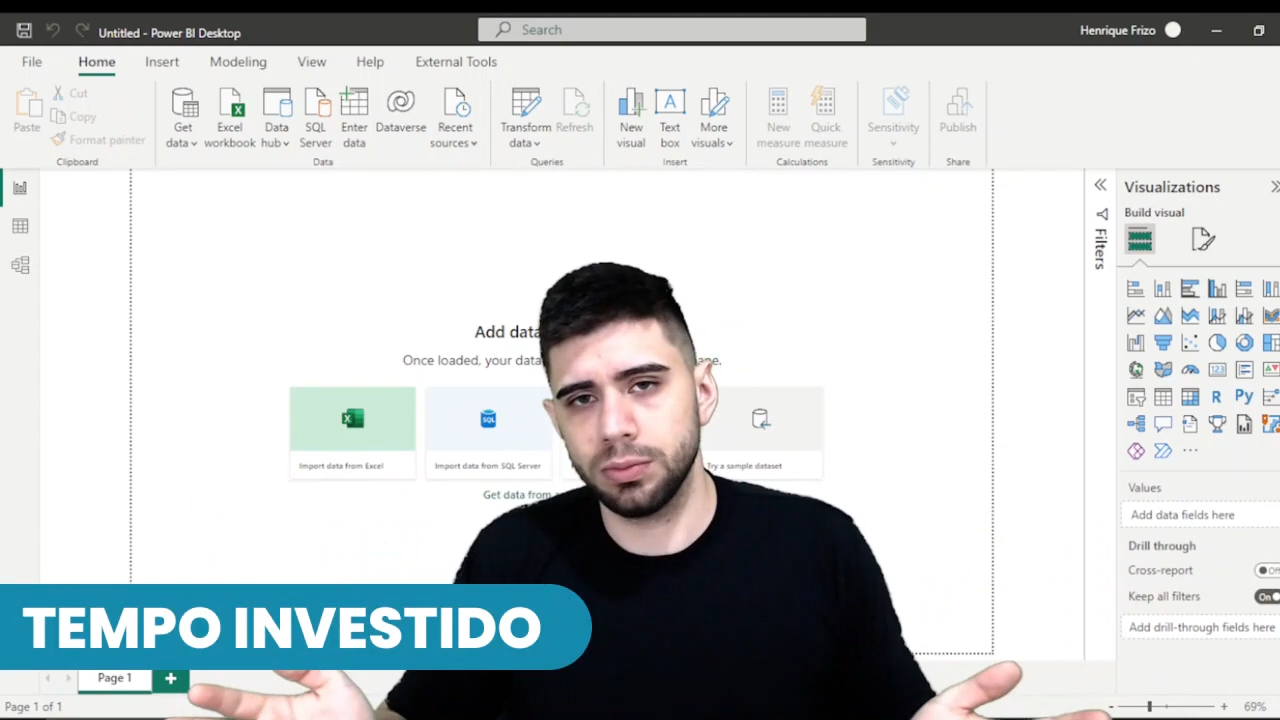 Untitled - Power BI Desktop
Search
Henrique Frizo
File Home Insert Modeling View Help External Tools
Paste
Cut
Copy
Format painter
Clipboard
Get data
Excel workbook
Data hub
SQL Server
Enter data
Dataverse
Recent sources
Data
Transform data
Refresh
Queries
New visual
Text box
More visuals
Insert
New measure
Quick measure
Calculations
Sensitivity
Sensitivity
Publish
Share
Filters
Visualizations
Build visual
Add data
Once loaded, your data
Import data from Excel
Import data from SQL Server
Try a sample dataset
Get data from
123
R
Py
Values
Add data fields here
Drill through
Cross-report
Keep all filters
On
Add drill-through fields here
TEMPO INVESTIDO
Page 1
Page 1 of 1
69%